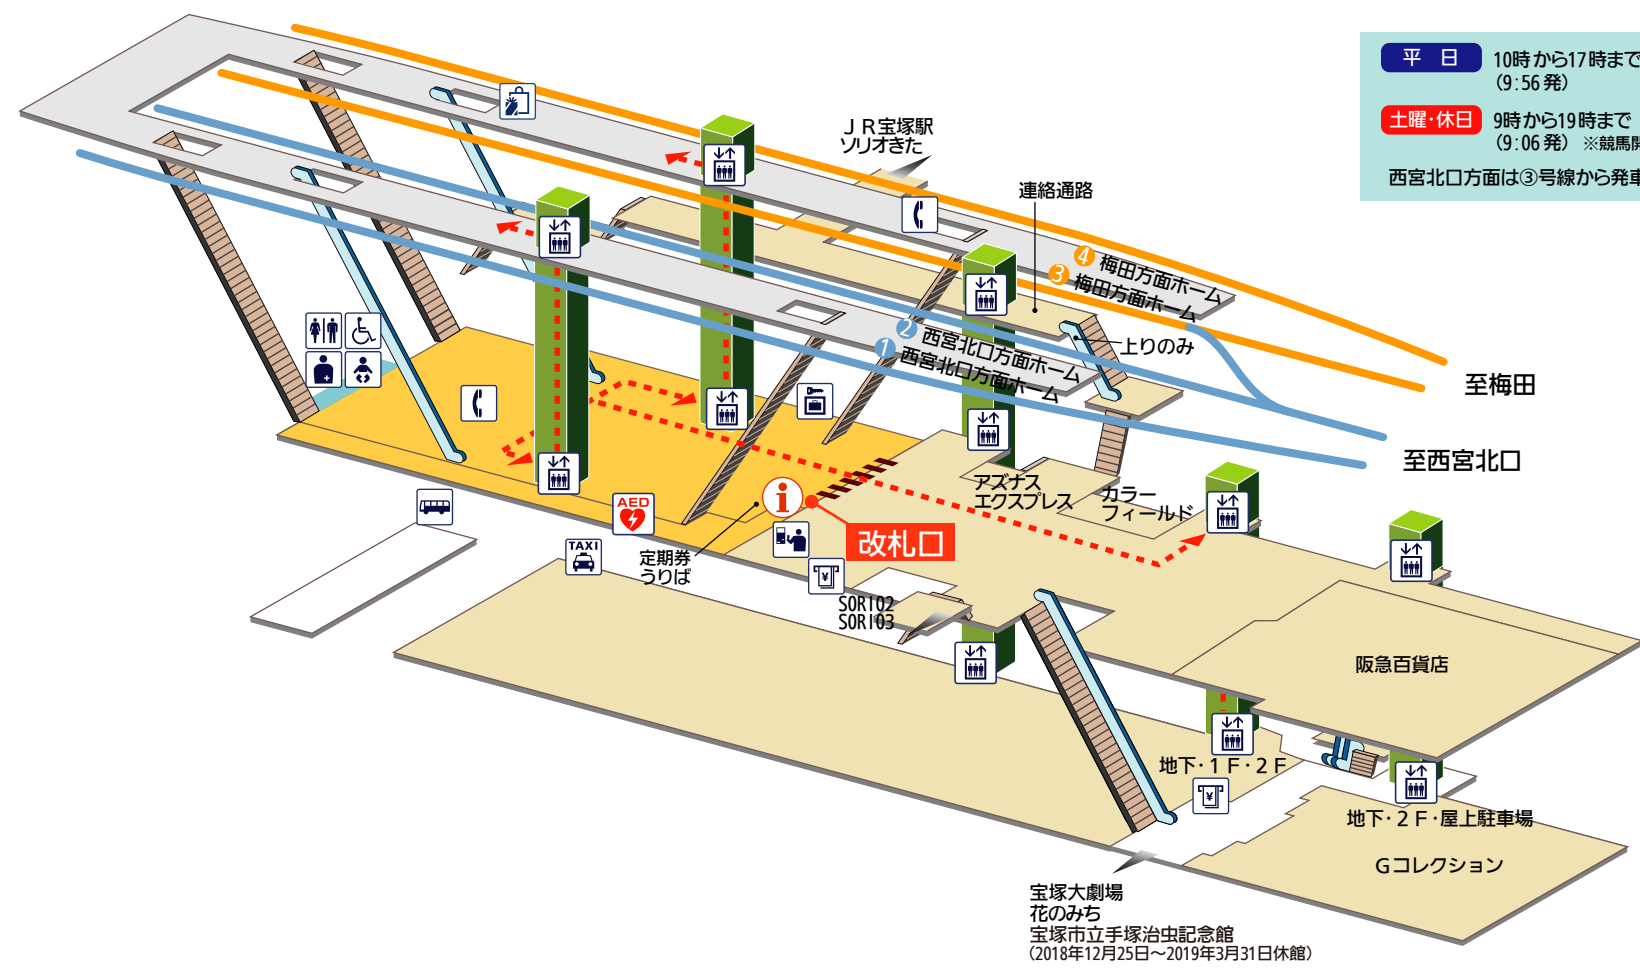 平 日
10時から17時まで
(9:56発)
土曜・休日
9時から19時まで
(9:06発) ※競馬開
西宮北口方面は③号線から発車
JR宝塚駅
ソリオきた
連絡通路
4 梅田方面ホーム
3 梅田方面ホーム
2 西宮北口方面ホーム
1 西宮北口方面ホーム
上りのみ
至梅田
至西宮北口
アズナス
エクスプレス
カラー
フィールド
AED
i
改札口
定期券
うりば
TAXI
¥
SORIO2
SORIO3
阪急百貨店
地下・1F・2F
¥
地下・2F・屋上駐車場
Gコレクション
宝塚大劇場
花のみち
宝塚市立手塚治虫記念館
(2018年12月25日~2019年3月31日休館)